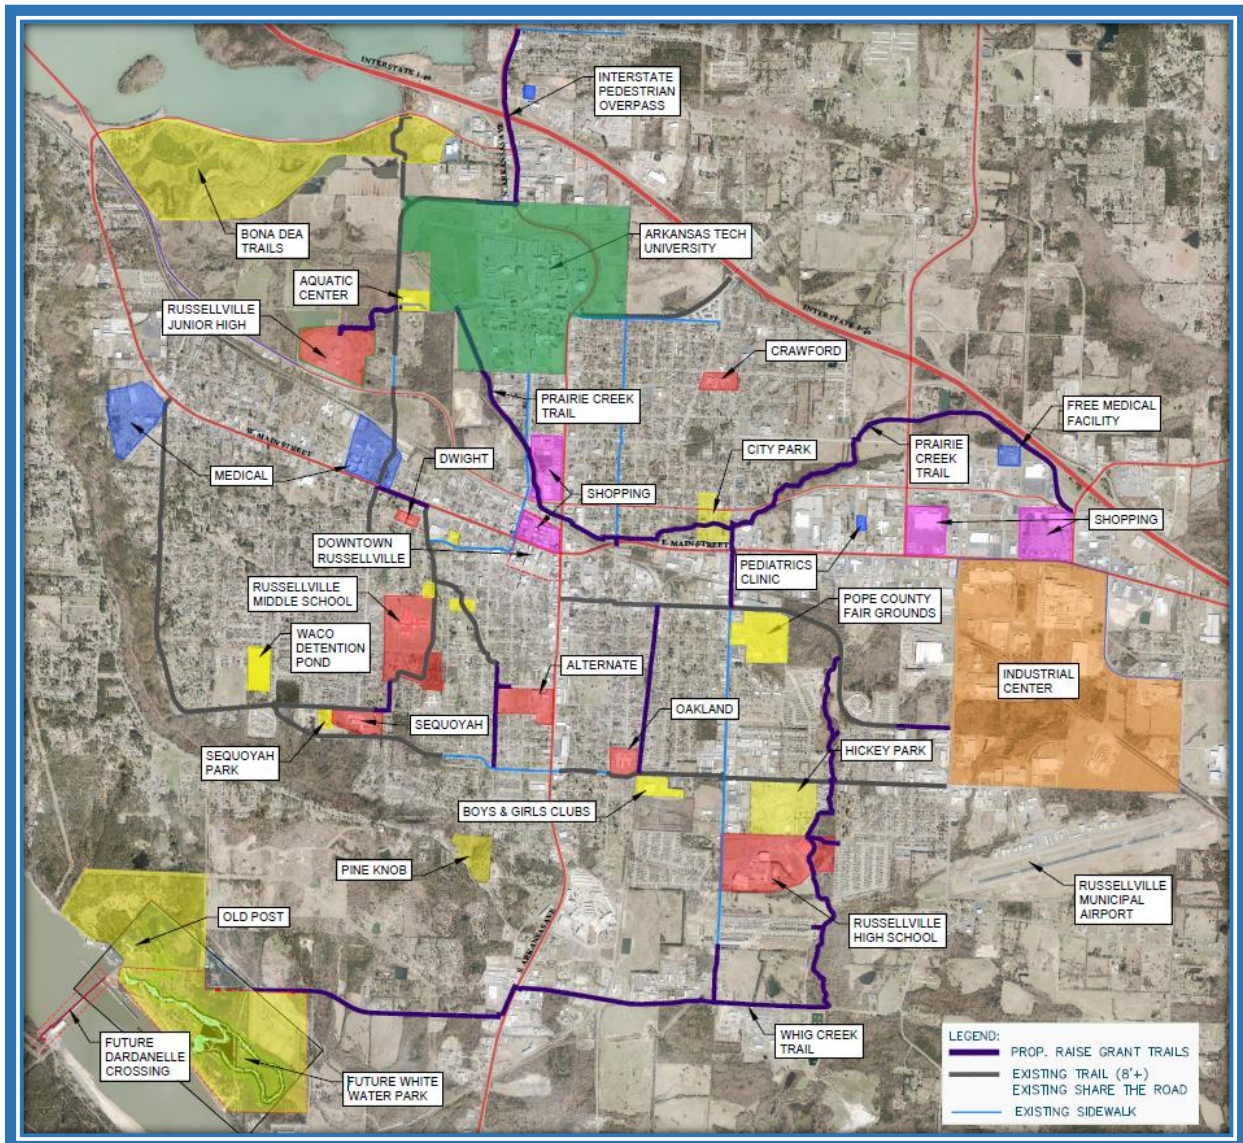 INTERSTATE I-40
INTERSTATE
PEDESTRIAN
OVERPASS
N. ARKANSAS AVE
BONA DEA
TRAILS
ARKANSAS TECH
UNIVERSITY
AQUATIC
CENTER
RUSSELLVILLE
JUNIOR HIGH
INTERSTATE I-40
CRAWFORD
PRAIRIE CREEK
TRAIL
FREE MEDICAL
FACILITY
W. MAIN STREET
MEDICAL
DWIGHT
CITY PARK
PRAIRIE
CREEK
TRAIL
SHOPPING
SHOPPING
DOWNTOWN
RUSSELLVILLE
E. MAIN STREET
PEDIATRICS
CLINIC
RUSSELLVILLE
MIDDLE SCHOOL
POPE COUNTY
FAIR GROUNDS
WACO
DETENTION
POND
ALTERNATE
INDUSTRIAL
CENTER
OAKLAND
SEQUOYAH
SEQUOYAH
PARK
HICKEY PARK
BOYS & GIRLS CLUBS
PINE KNOB
RUSSELLVILLE
MUNICIPAL
AIRPORT
OLD POST
RUSSELLVILLE
HIGH SCHOOL
S. ARKANSAS AVE
FUTURE
DARDANELLE
CROSSING
FUTURE WHITE
WATER PARK
WHIG CREEK
TRAIL
LEGEND:
PROP. RAISE GRANT TRAILS
EXISTING TRAIL (8'+)
EXISTING SHARE THE ROAD
EXISTING SIDEWALK